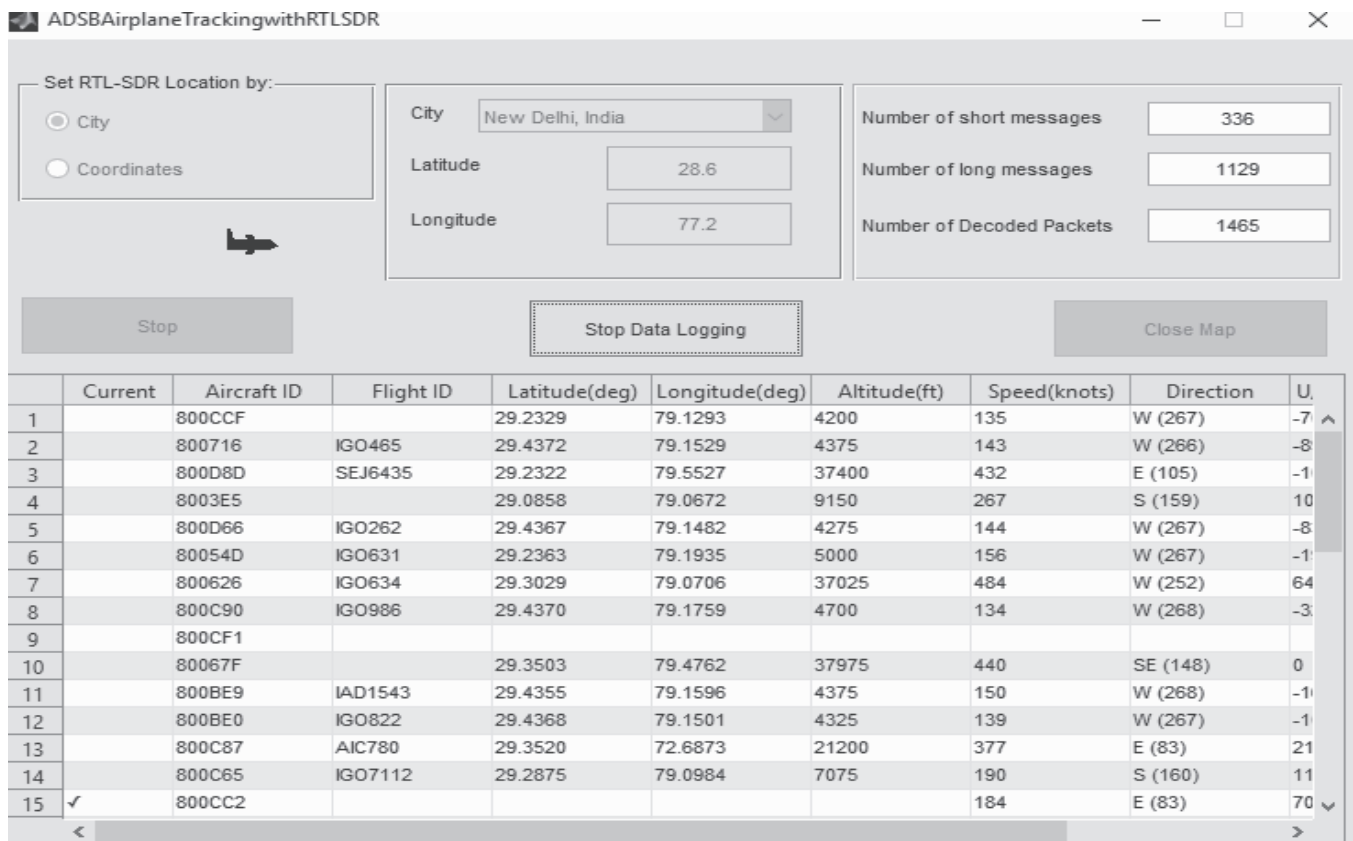 ADSBAirplaneTrackingwithRTLSDR
Set RTL-SDR Location by:
City
Coordinates
City New Delhi, India
Latitude 28.6
Longitude 77.2
Number of short messages 336
Number of long messages 1129
Number of Decoded Packets 1465
Stop
Stop Data Logging
Close Map
Current Aircraft ID Flight ID Latitude(deg) Longitude(deg) Altitude(ft) Speed(knots) Direction
1 800CCF 29.2329 79.1293 4200 135 W (267)
2 800716 IGO465 29.4372 79.1529 4375 143 W (266)
3 800D8D SEJ6435 29.2322 79.5527 37400 432 E (105)
4 8003E5 29.0858 79.0672 9150 267 S (159) 10
5 800D66 IGO262 29.4367 79.1482 4275 144 W (267) -8
6 80054D IGO631 29.2363 79.1935 5000 156 W (267)
7 800626 IGO634 29.3029 79.0706 37025 484 W (252) 64
8 800C90 IGO986 29.4370 79.1759 4700 134 W (268)
9 800CF1
10 80067F 29.3503 79.4762 37975 440 SE (148) 0
11 800BE9 IAD1543 29.4355 79.1596 4375 150 W (268)
12 800BE0 IGO822 29.4368 79.1501 4325 139 W (267)
13 800C87 AIC780 29.3520 72.6873 21200 377 E (83) 21
14 800C65 IGO7112 29.2875 79.0984 7075 190 S (160) 11
15 ✓ 800CC2 184 E (83) 70